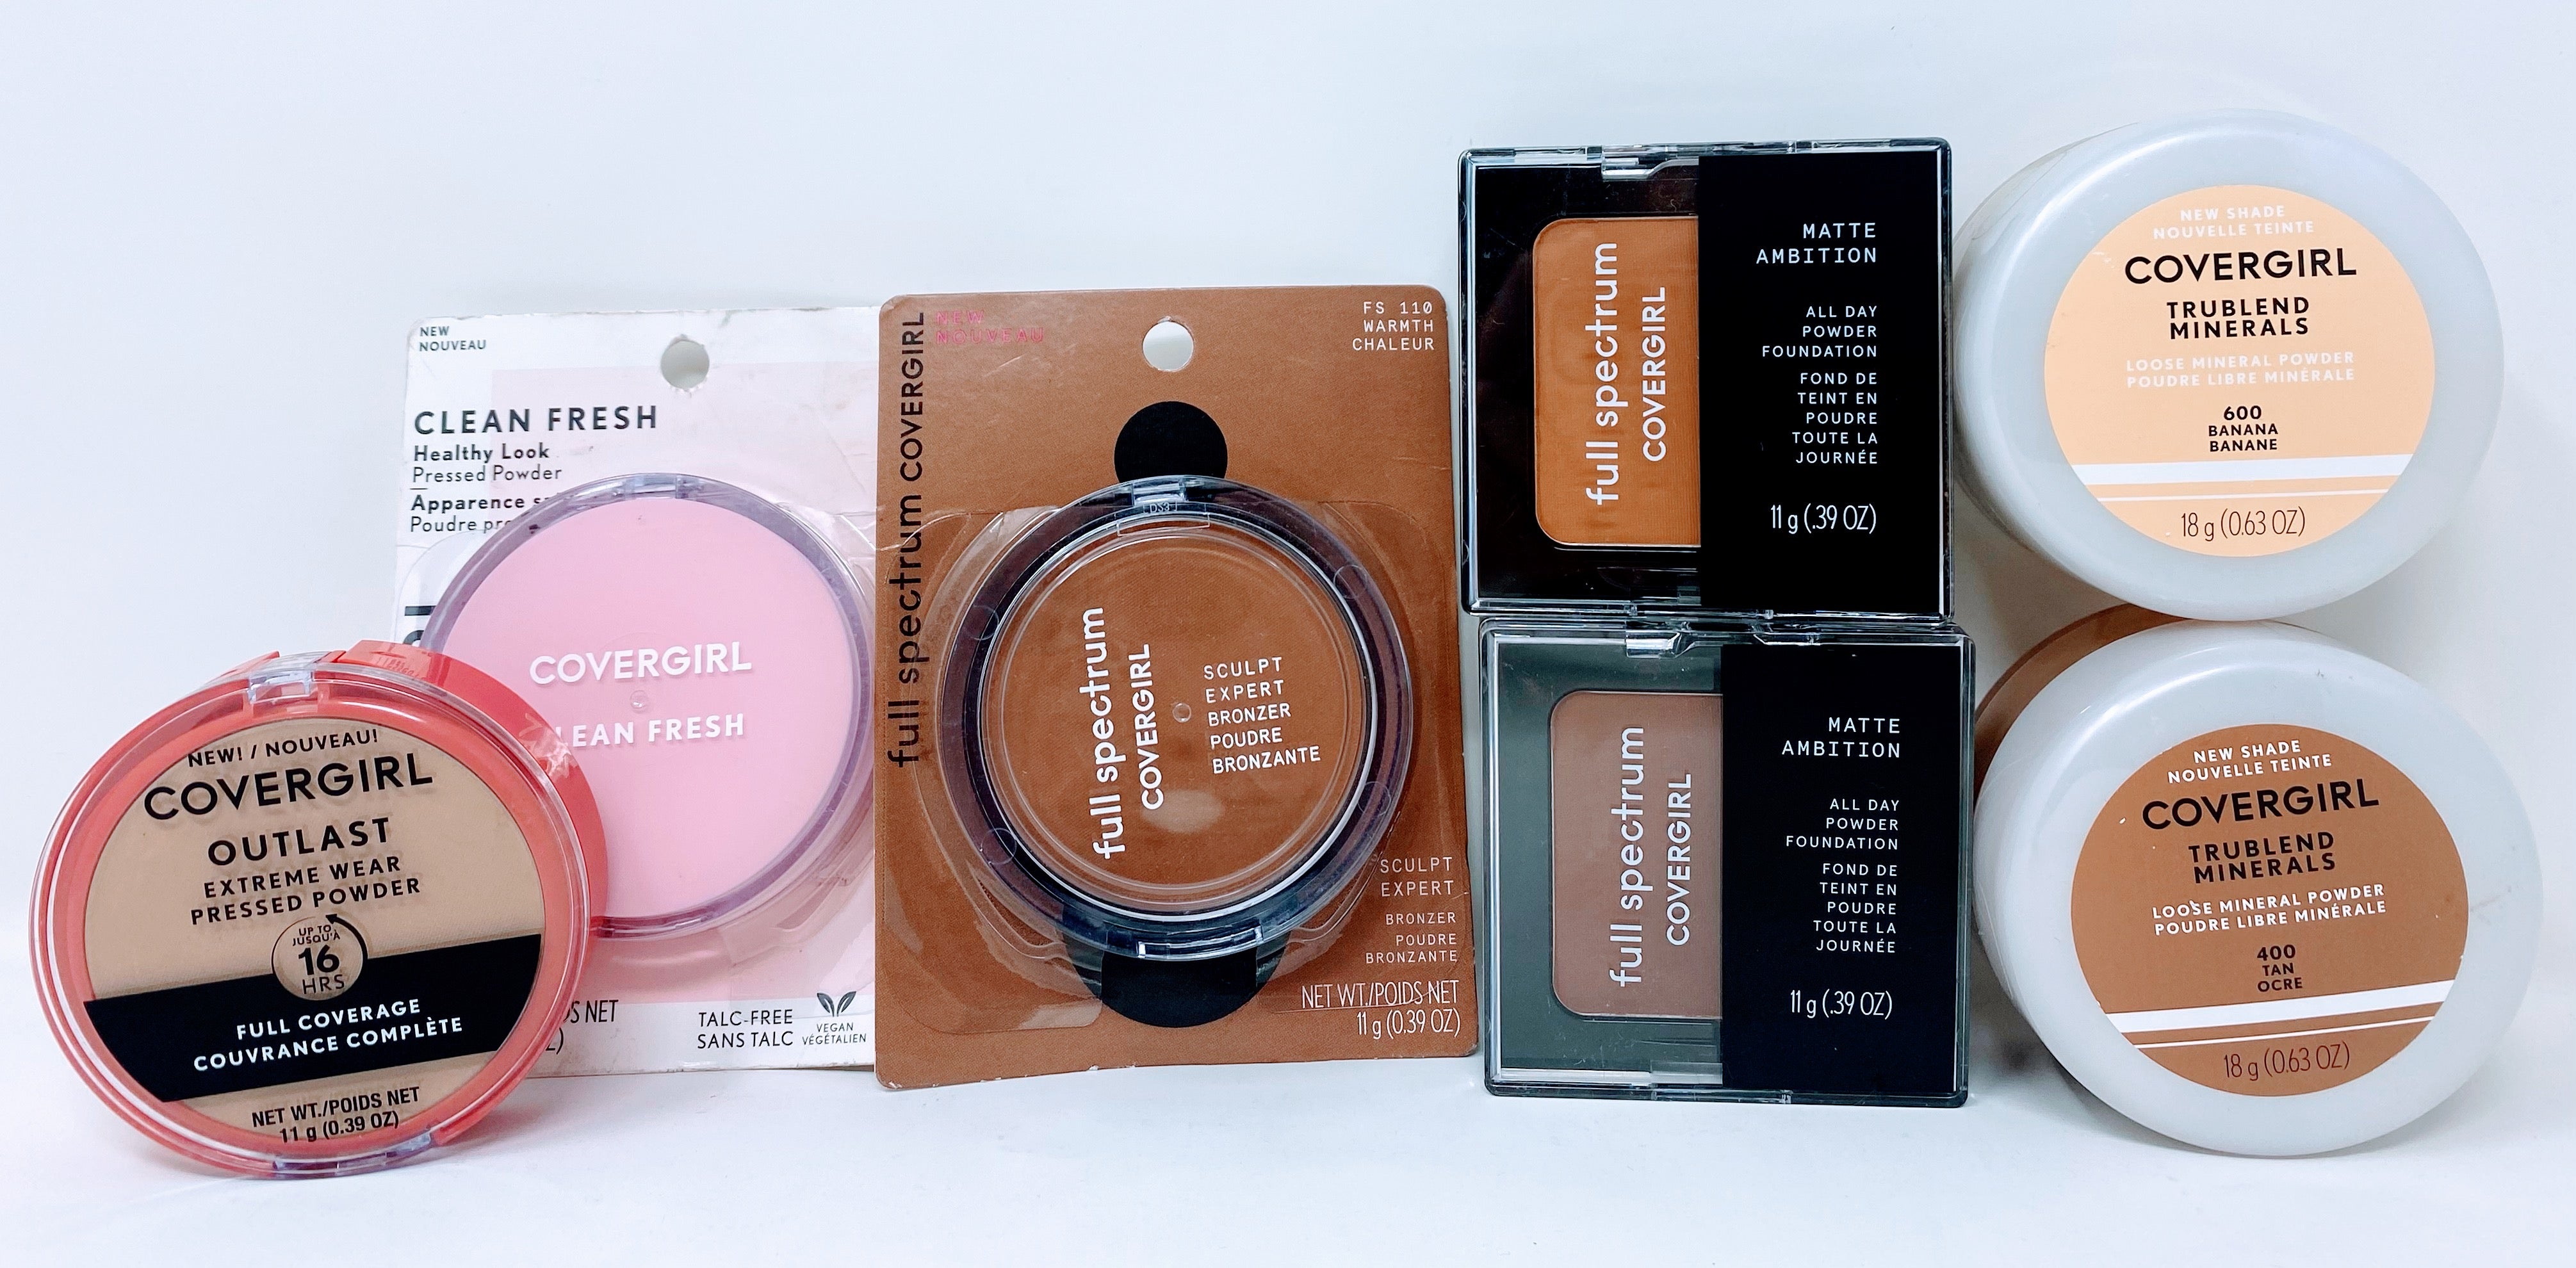 NEW! / NOUVEAU!
COVERGIRL
OUTLAST
EXTREME WEAR
PRESSED POWDER
UP TO
JUSQU'À
16
HRS
FULL COVERAGE
COUVRANCE COMPLÈTE
NET WT./POIDS NET
11 g (0.39 OZ)
NEW
NOUVEAU
CLEAN FRESH
Healthy Look
Pressed Powder
Apparence
Poudre
COVERGIRL
LEAN FRESH
NET
TALC-FREE
SANS TALC
VEGAN
VÉGÉTALIEN
full spectrum COVERGIRL
NEW
NOUVEAU
FS 110
WARMTH
CHALEUR
DS3
full spectrum
COVERGIRL
SCULPT
EXPERT
BRONZER
POUDRE
BRONZANTE
SCULPT
EXPERT
BRONZER
POUDRE
BRONZANTE
NET WT./POIDS NET
11 g (0.39 OZ)
full spectrum
COVERGIRL
MATTE
AMBITION
ALL DAY
POWDER
FOUNDATION
FOND DE
TEINT EN
POUDRE
TOUTE LA
JOURNÉE
11 g (.39 OZ)
full spectrum
COVERGIRL
MATTE
AMBITION
ALL DAY
POWDER
FOUNDATION
FOND DE
TEINT EN
POUDRE
TOUTE LA
JOURNÉE
11 g (.39 OZ)
NEW SHADE
NOUVELLE TEINTE
COVERGIRL
TRUBLEND
MINERALS
LOOSE MINERAL POWDER
POUDRE LIBRE MINÉRALE
600
BANANA
BANANE
18 g (0.63 OZ)
NEW SHADE
NOUVELLE TEINTE
COVERGIRL
TRUBLEND
MINERALS
LOOSE MINERAL POWDER
POUDRE LIBRE MINÉRALE
400
TAN
OCRE
18 g (0.63 OZ)